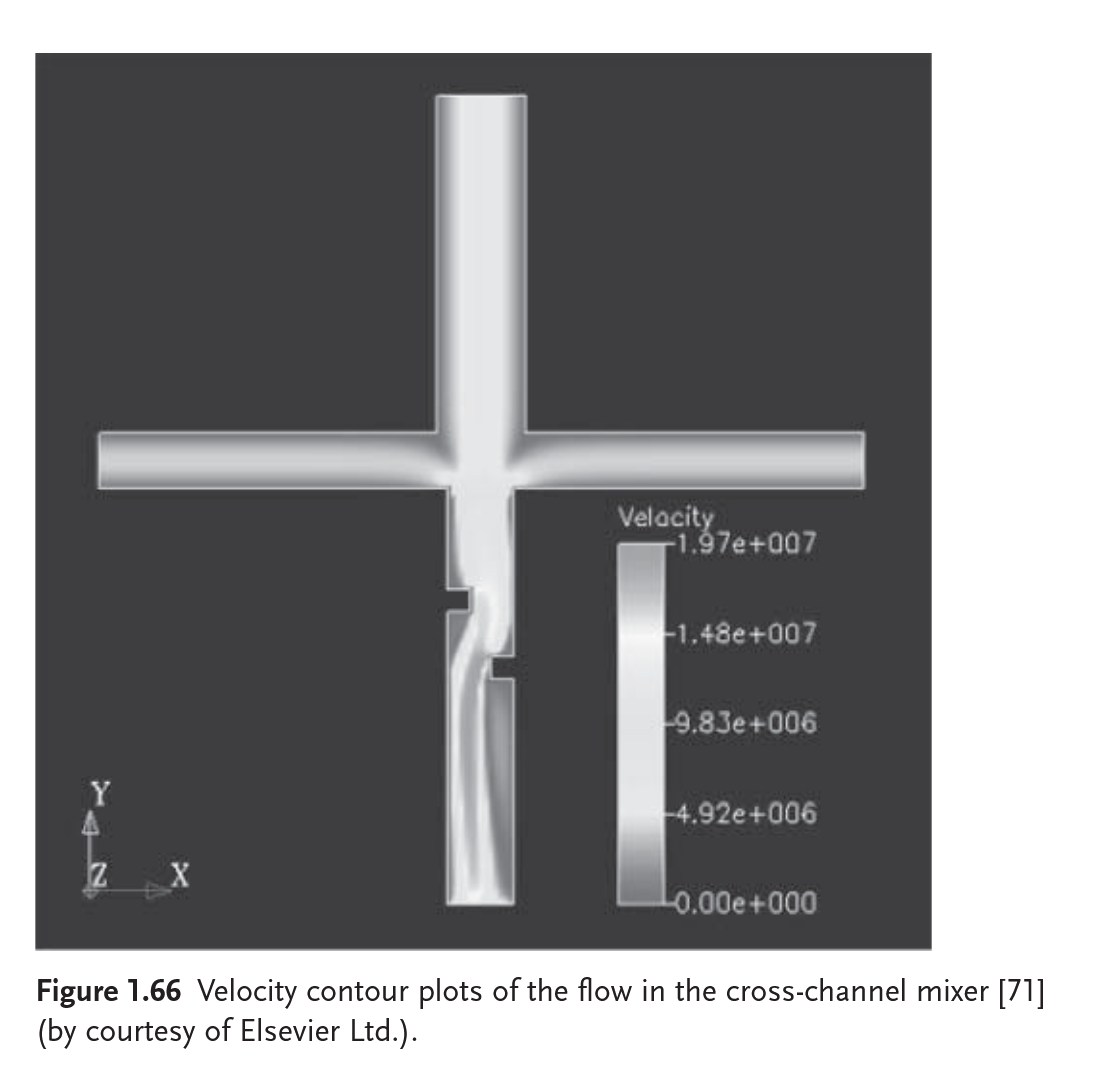 Velocity
1.97e+007
1.48e+007
9.83e+006
4.92e+006
0.00e+000
Y
Z X
Figure 1.66 Velocity contour plots of the flow in the cross-channel mixer [71]
(by courtesy of Elsevier Ltd.).